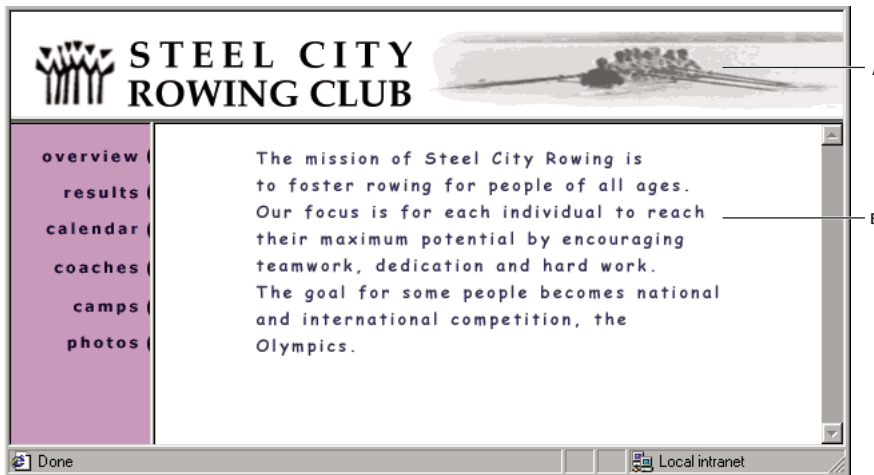 STEEL CITY
ROWING CLUB
overview
results
calendar
coaches
camps
photos
The mission of Steel City Rowing is
to foster rowing for people of all ages.
Our focus is for each individual to reach
their maximum potential by encouraging
teamwork, dedication and hard work.
The goal for some people becomes national
and international competition, the
Olympics.
Done
Local intranet